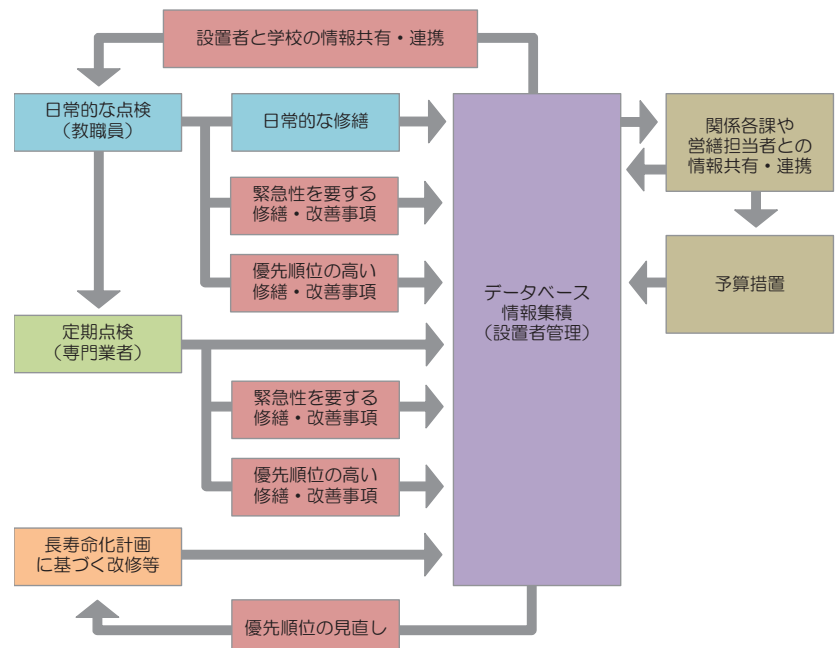 設置者と学校の情報共有・連携
日常的な点検
（教職員）
日常的な修繕
緊急性を要する
修繕・改善事項
優先順位の高い
修繕・改善事項
定期点検
（専門業者）
緊急性を要する
修繕・改善事項
優先順位の高い
修繕・改善事項
長寿命化計画
に基づく改修等
優先順位の見直し
データベース
情報集積
（設置者管理）
関係各課や
営繕担当者との
情報共有・連携
予算措置